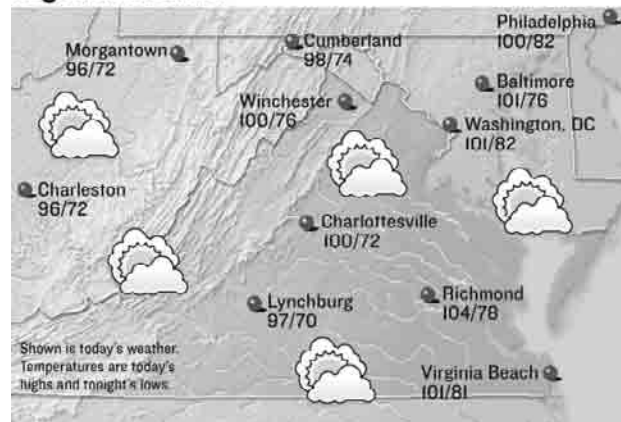 Philadelphia
100/82
Morgantown
96/72
Cumberland
98/74
Baltimore
101/76
Winchester
100/76
Washington, DC
101/82
Charleston
96/72
Charlottesville
100/72
Lynchburg
97/70
Richmond
104/78
Shown is today's weather.
Temperatures are today's
highs and tonight's lows.
Virginia Beach
101/81